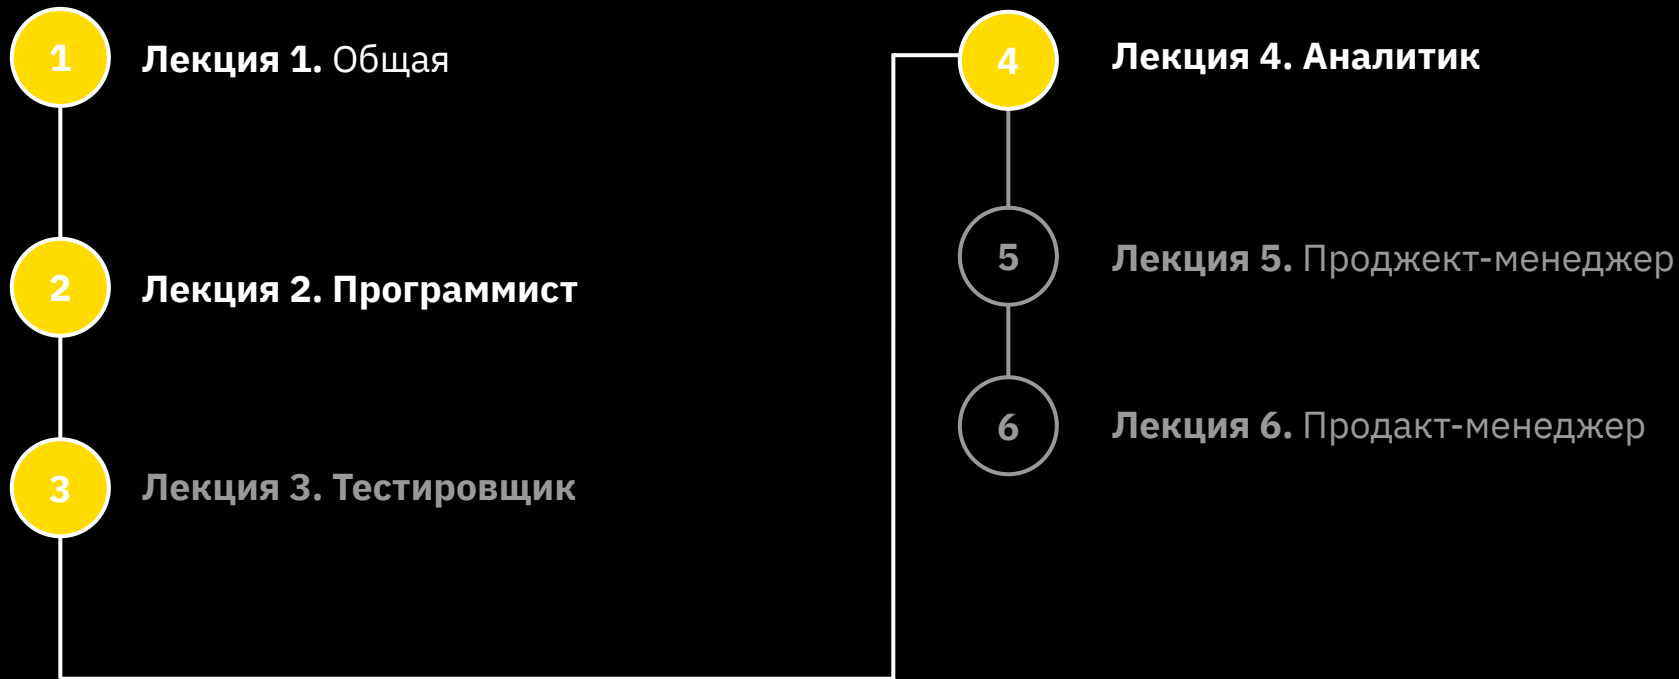 1
Лекция 1. Общая
2
Лекция 2. Программист
3
Лекция 3. Тестировщик
4
Лекция 4. Аналитик
5
Лекция 5. Проджект-менеджер
6
Лекция 6. Продакт-менеджер